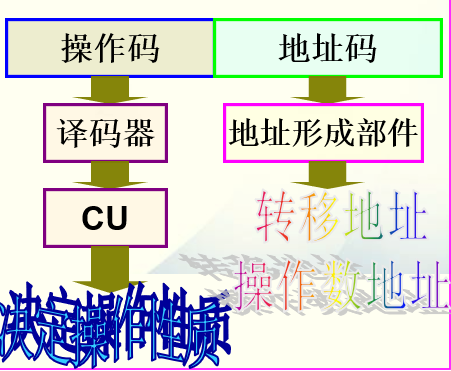 操作码 地址码
译码器 地址形成部件
CU
转移地址
操作数地址
决定操作性质